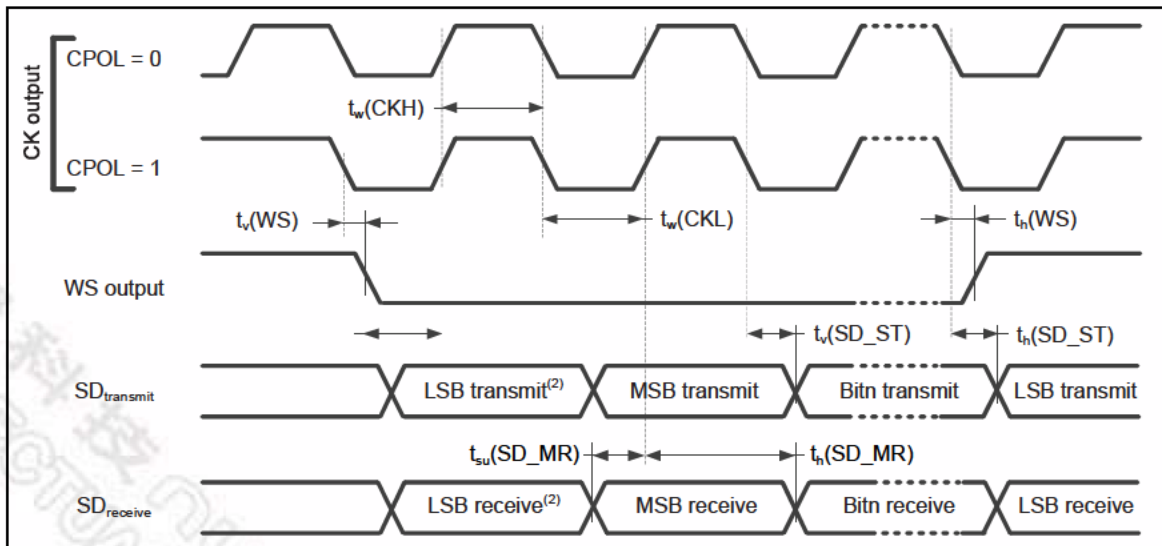 CK output
CPOL = 0
tw(CKH)
CPOL = 1
tv(WS)
tw(CKL)
th(WS)
WS output
tv(SD_ST)
th(SD_ST)
SDtransmit
LSB transmit(2)
MSB transmit
Bitn transmit
LSB transmit
tsu(SD_MR)
th(SD_MR)
SDreceive
LSB receive(2)
MSB receive
Bitn receive
LSB receive
科技